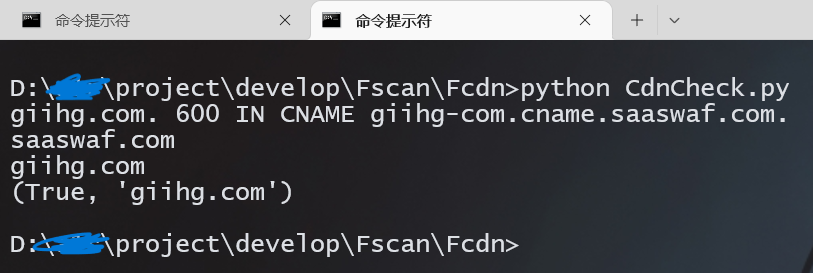 命令提示符
命令提示符
D:\ \project\develop\Fscan\Fcdn>python CdnCheck.py
giihg.com. 600 IN CNAME giihg-com.cname.saaswaf.com.
saaswaf.com
giihg.com
(True, 'giihg.com')
D:\ \project\develop\Fscan\Fcdn>